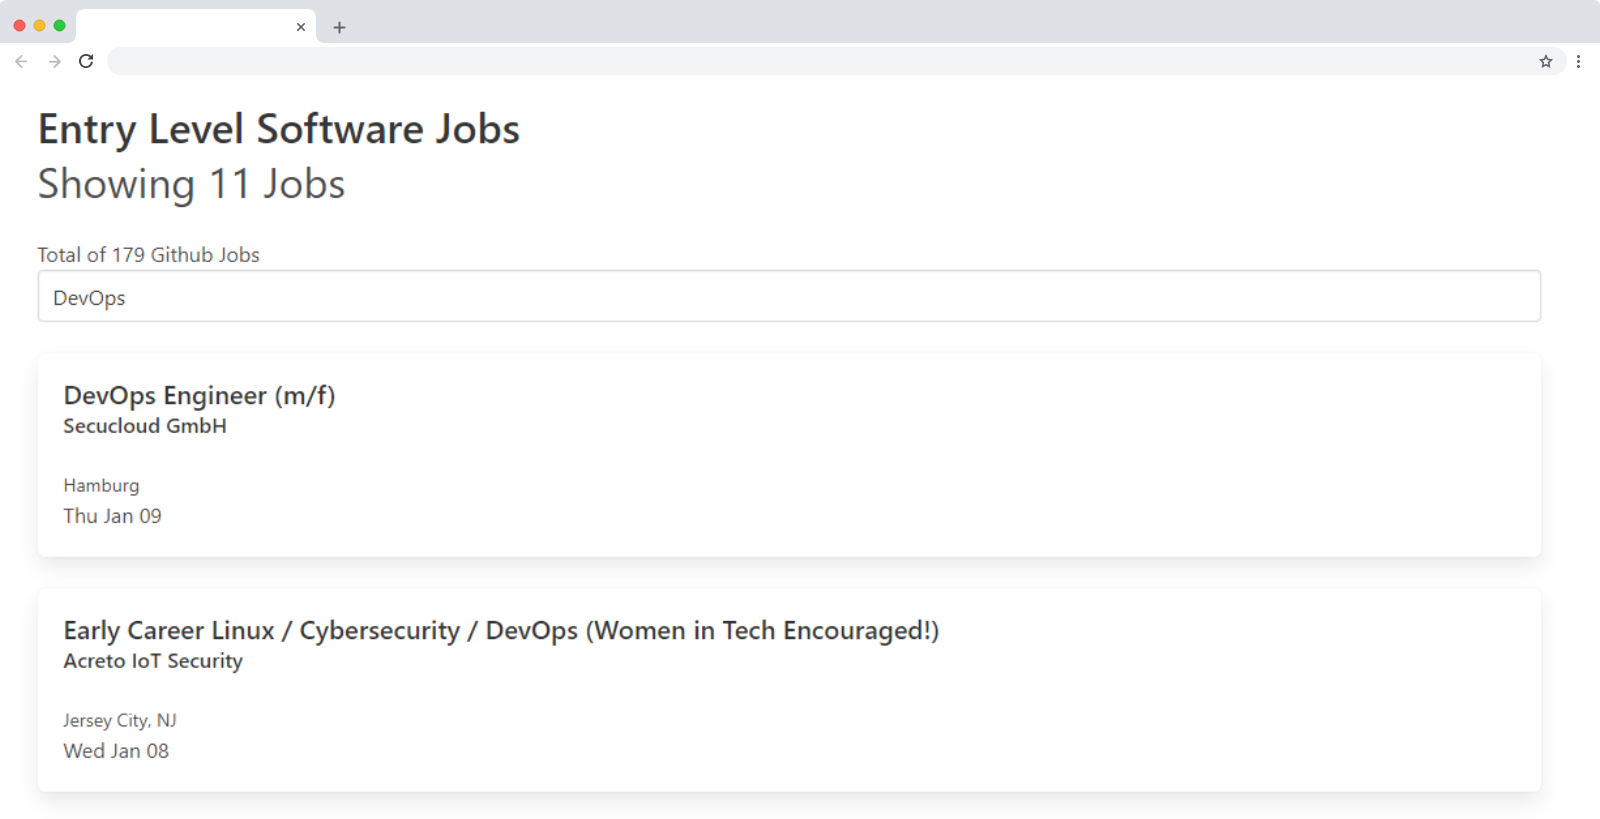 Entry Level Software Jobs
Showing 11 Jobs
Total of 179 Github Jobs
DevOps
DevOps Engineer (m/f)
Secucloud GmbH
Hamburg
Thu Jan 09
Early Career Linux / Cybersecurity / DevOps (Women in Tech Encouraged!)
Acreto IoT Security
Jersey City, NJ
Wed Jan 08